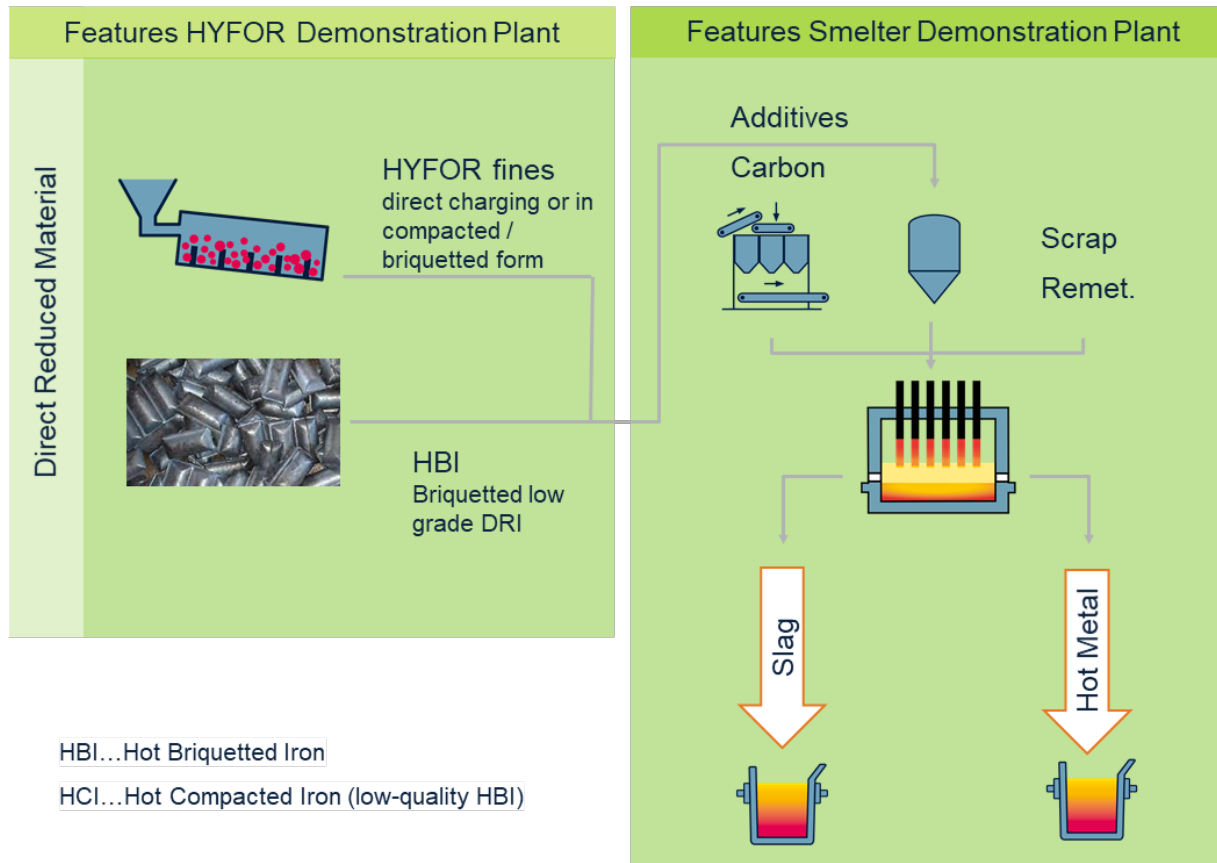 Features HYFOR Demonstration Plant
Direct Reduced Material
HYFOR fines
direct charging or in
compacted /
briquetted form
HBI
Briquetted low
grade DRI
Features Smelter Demonstration Plant
Additives
Carbon
Scrap
Remet.
Slag
Hot Metal
HBI…Hot Briquetted Iron
HCI…Hot Compacted Iron (low-quality HBI)